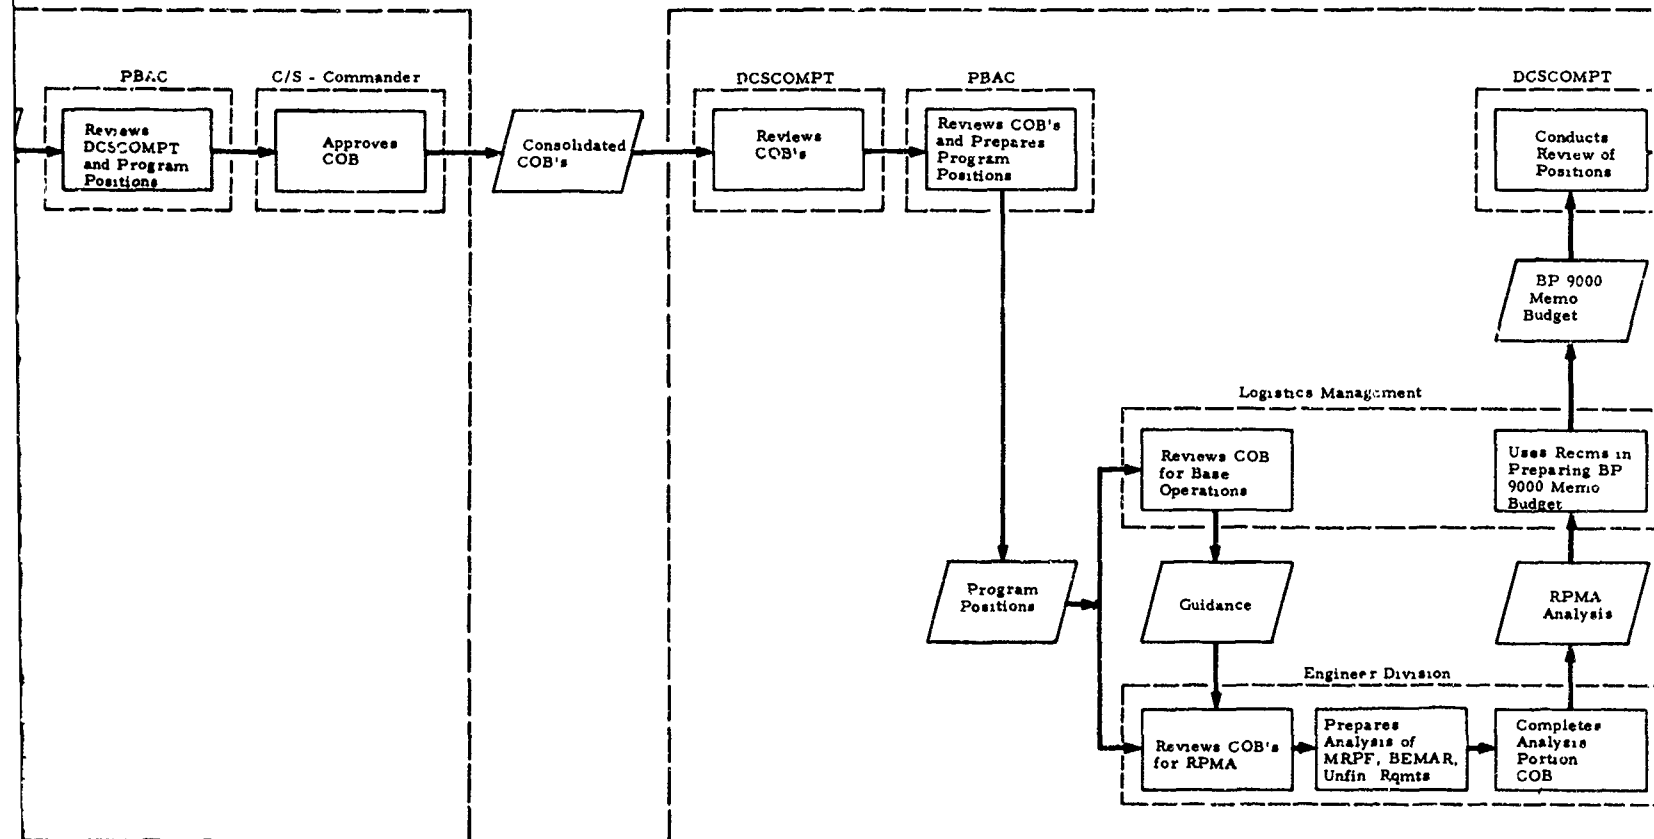 PBAC
Reviews
DCSCOMPT
and Program
Positions
C/S - Commander
Approves
COB
Consolidated
COB's
DCSCOMPT
Reviews
COB's
PBAC
Reviews COB's
and Prepares
Program
Positions
DCSCOMPT
Conducts
Review of
Positions
BP 9000
Memo
Budget
Logistics Management
Reviews COB
for Base
Operations
Uses Recms in
Preparing BP
9000 Memo
Budget
Program
Positions
Guidance
RPMA
Analysis
Engineer Division
Reviews COB's
for RPMA
Prepares
Analysis of
MRPF, BEMAR,
Unfin Rqmts
Completes
Analysis
Portion
COB